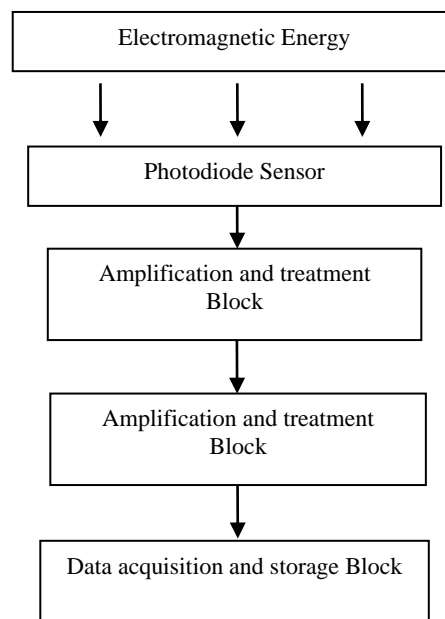 Electromagnetic Energy
Photodiode Sensor
Amplification and treatment
Block
Amplification and treatment
Block
Data acquisition and storage Block